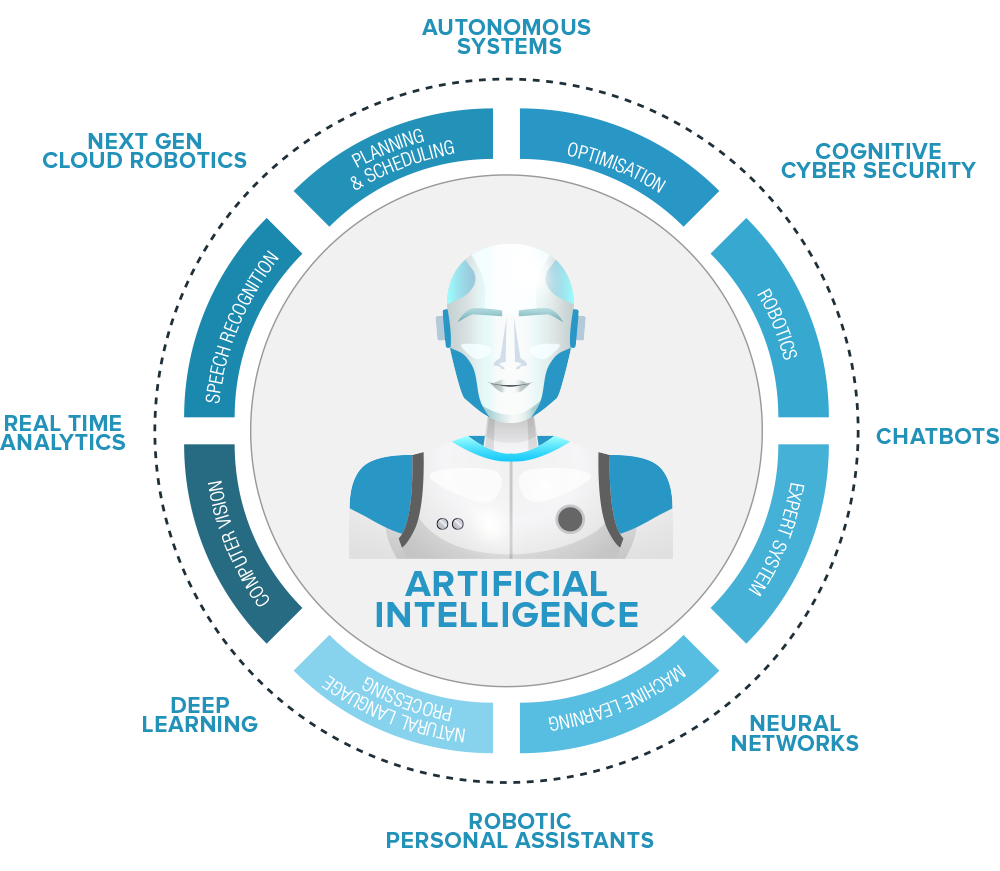 AUTONOMOUS
SYSTEMS
NEXT GEN
CLOUD ROBOTICS
COGNITIVE
CYBER SECURITY
PLANNING
& SCHEDULING
OPTIMISATION
SPEECH RECOGNITION
ROBOTICS
REAL TIME
ANALYTICS
CHATBOTS
COMPUTER VISION
EXPERT SYSTEM
ARTIFICIAL
INTELLIGENCE
NATURAL LANGUAGE
PROCESSING
MACHINE LEARNING
DEEP
LEARNING
NEURAL
NETWORKS
ROBOTIC
PERSONAL ASSISTANTS